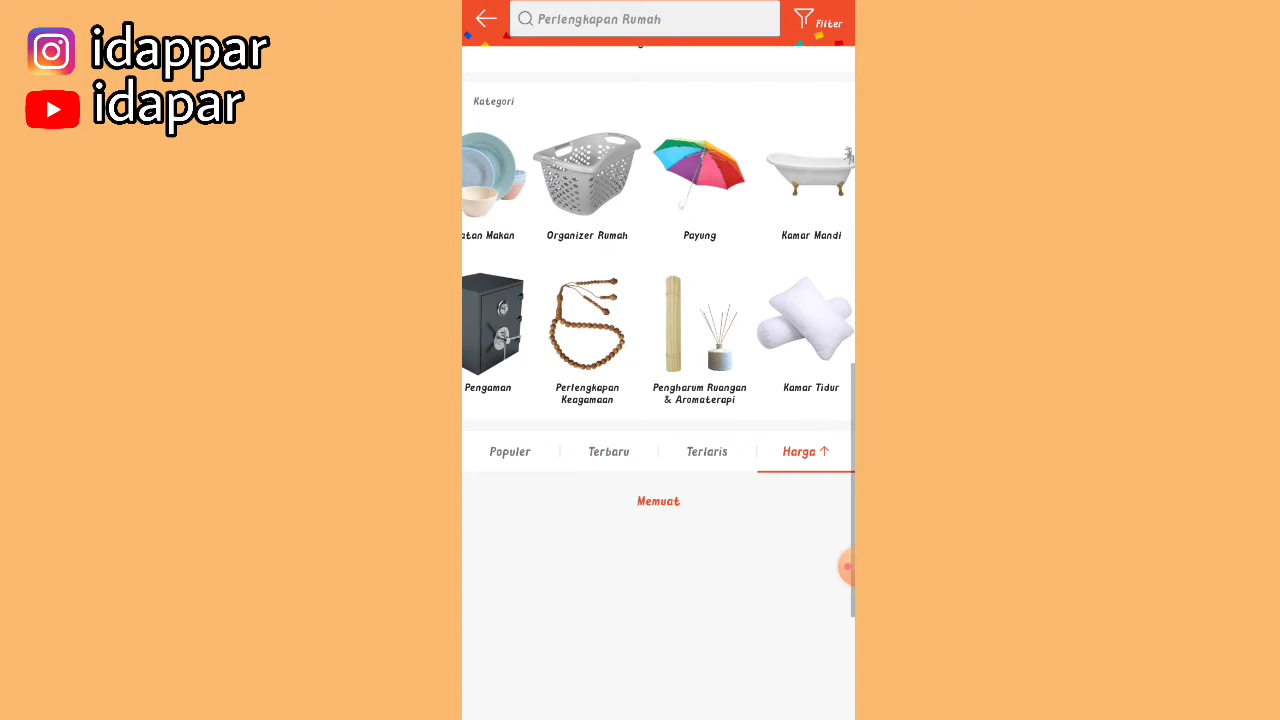 idappar
idapar
Perlengkapan Rumah
Filter
Kategori
atan Makan
Organizer Rumah
Payung
Kamar Mandi
Pengaman
Perlengkapan
Keagamaan
Pengharum Ruangan
& Aromaterapi
Kamar Tidur
Populer
Terbaru
Terlaris
Harga ↑
Memuat